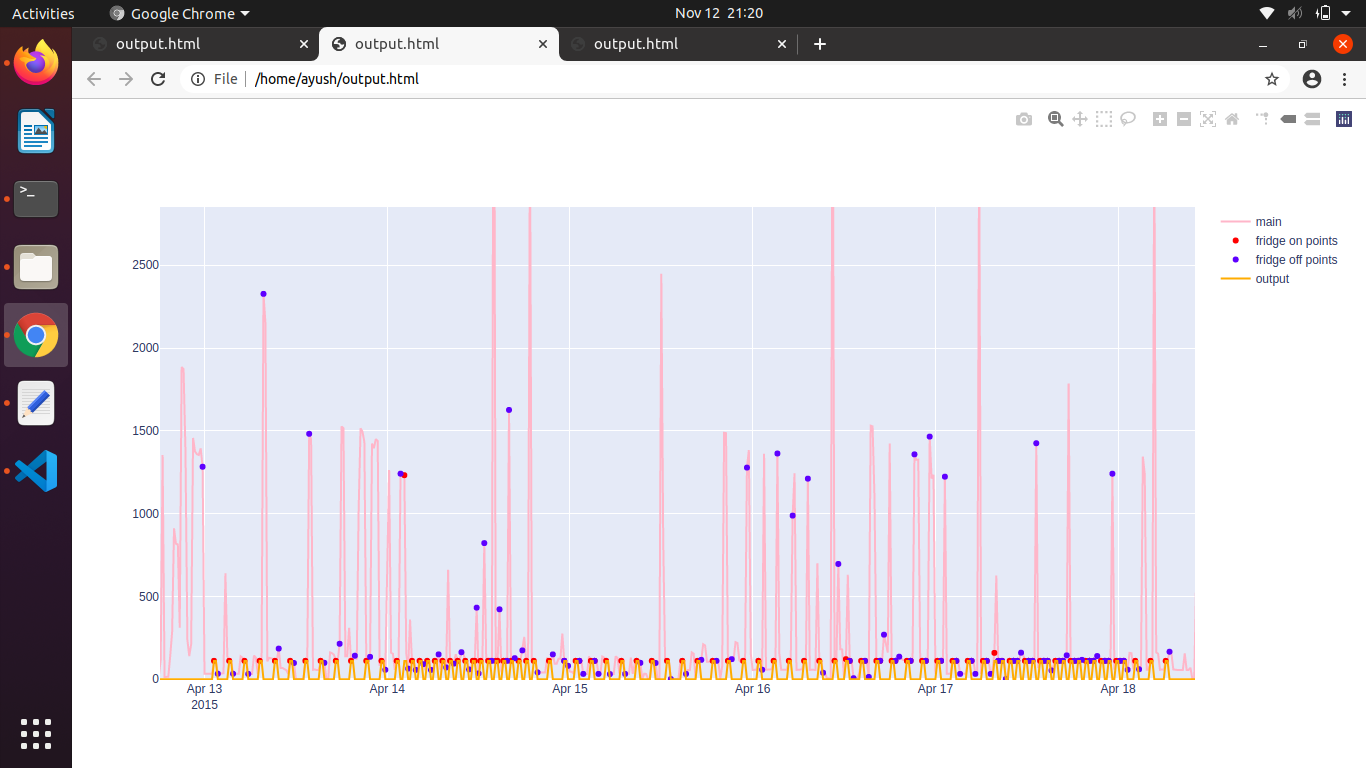 Activities Google Chrome Nov 12 21:20
output.html output.html output.html
File /home/ayush/output.html
main
fridge on points
fridge off points
output
2500
2000
1500
1000
500
0
Apr 13 Apr 14 Apr 15 Apr 16 Apr 17 Apr 18
2015